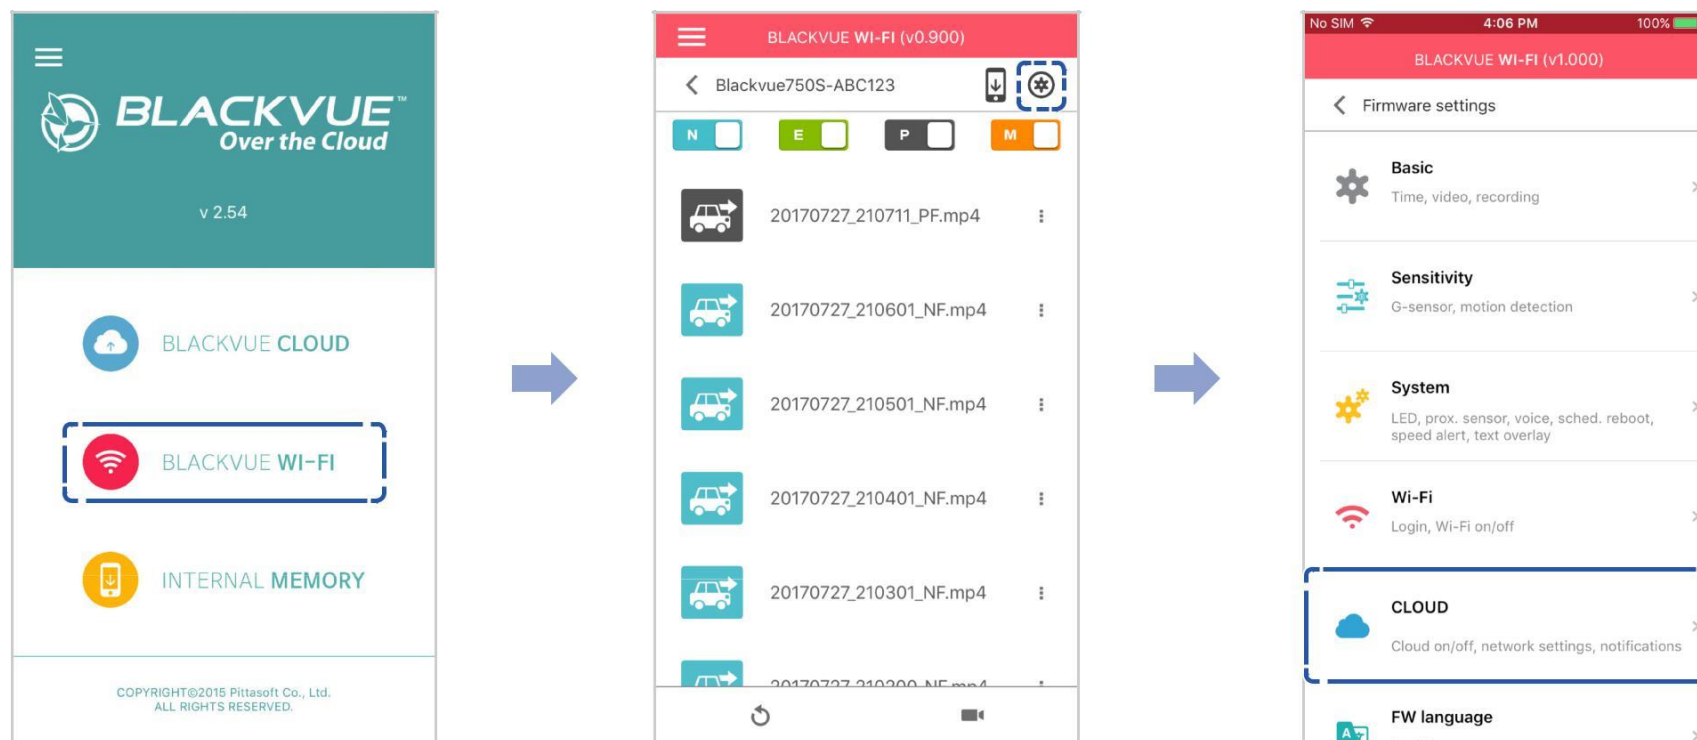 BLACKVUE™
Over the Cloud
v 2.54
BLACKVUE CLOUD
BLACKVUE WI-FI
INTERNAL MEMORY
COPYRIGHT©2015 Pittasoft Co., Ltd.
ALL RIGHTS RESERVED.
BLACKVUE WI-FI (v0.900)
Blackvue750S-ABC123
N E P M
20170727_210711_PF.mp4
20170727_210601_NF.mp4
20170727_210501_NF.mp4
20170727_210401_NF.mp4
20170727_210301_NF.mp4
No SIM 4:06 PM 100%
BLACKVUE WI-FI (v1.000)
Firmware settings
Basic
Time, video, recording
Sensitivity
G-sensor, motion detection
System
LED, prox. sensor, voice, sched. reboot,
speed alert, text overlay
Wi-Fi
Login, Wi-Fi on/off
CLOUD
Cloud on/off, network settings, notifications
FW language
A